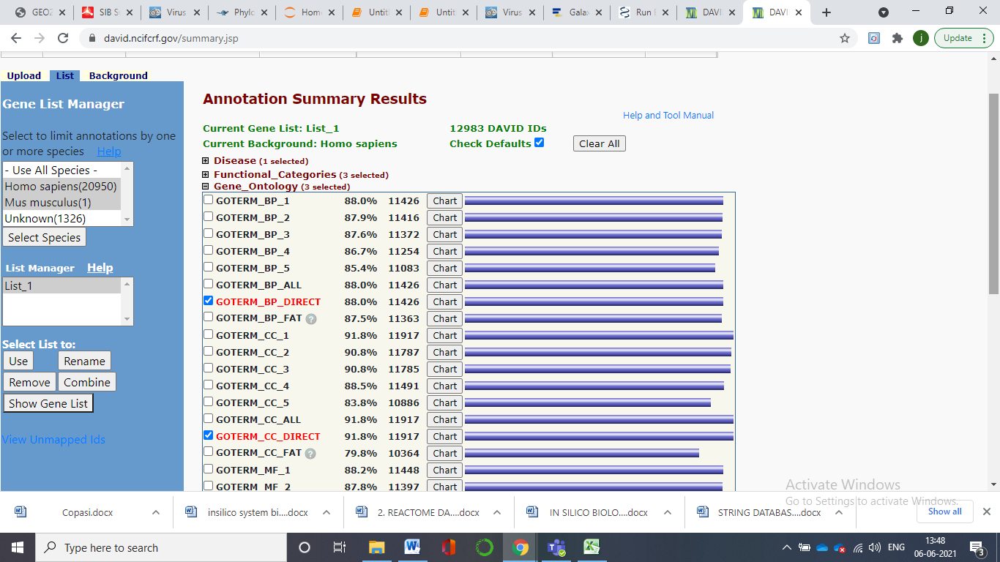 GEO2 SIB S Virus Phylo Hom Untitl Untit Virus Gala Run E DAVI DAVI
david.ncifcrf.gov/summary.jsp j Update
Upload List Background
Gene List Manager
Select to limit annotations by one
or more species Help
- Use All Species -
Homo sapiens(20950)
Mus musculus(1)
Unknown(1326)
Select Species
List Manager Help
List_1
Select List to:
Use Rename
Remove Combine
Show Gene List
View Unmapped Ids
Annotation Summary Results
Help and Tool Manual
Current Gene List: List_1 12983 DAVID IDs
Current Background: Homo sapiens Check Defaults Clear All
Disease (1 selected)
Functional_Categories (3 selected)
Gene_Ontology (3 selected)
GOTERM_BP_1 88.0% 11426 Chart
GOTERM_BP_2 87.9% 11416 Chart
GOTERM_BP_3 87.6% 11372 Chart
GOTERM_BP_4 86.7% 11254 Chart
GOTERM_BP_5 85.4% 11083 Chart
GOTERM_BP_ALL 88.0% 11426 Chart
GOTERM_BP_DIRECT 88.0% 11426 Chart
GOTERM_BP_FAT ? 87.5% 11363 Chart
GOTERM_CC_1 91.8% 11917 Chart
GOTERM_CC_2 90.8% 11787 Chart
GOTERM_CC_3 90.8% 11785 Chart
GOTERM_CC_4 88.5% 11491 Chart
GOTERM_CC_5 83.8% 10886 Chart
GOTERM_CC_ALL 91.8% 11917 Chart
GOTERM_CC_DIRECT 91.8% 11917 Chart
GOTERM_CC_FAT ? 79.8% 10364 Chart
GOTERM_MF_1 88.2% 11448 Chart
GOTERM_MF_2 87.8% 11397 Chart
Activate Windows
Go to Settings to activate Windows.
Copasi.docx insilico system bi....docx 2. REACTOME DA....docx IN SILICO BIOLO....docx STRING DATABAS....docx Show all
Type here to search ENG 13:48
06-06-2021 3